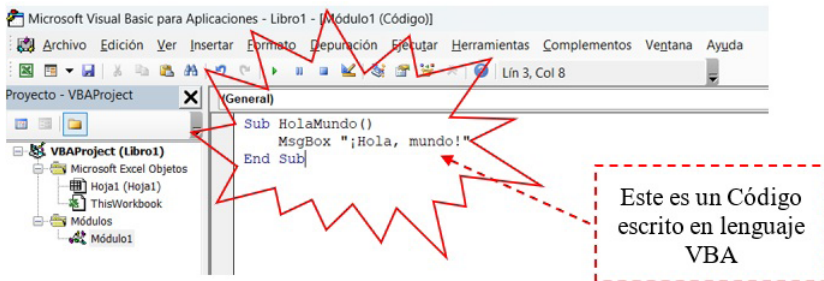 Microsoft Visual Basic para Aplicaciones - Libro1 - [Módulo1 (Código)]
Archivo Edición Ver Insertar Formato Depuración Ejecutar Herramientas Complementos Ventana Ayuda
Lín 3, Col 8
Proyecto - VBAProject
(General)
VBAProject (Libro1)
Microsoft Excel Objetos
Hoja1 (Hoja1)
ThisWorkbook
Módulos
Módulo1
Sub HolaMundo()
MsgBox "¡Hola, mundo!"
End Sub
Este es un Código
escrito en lenguaje
VBA